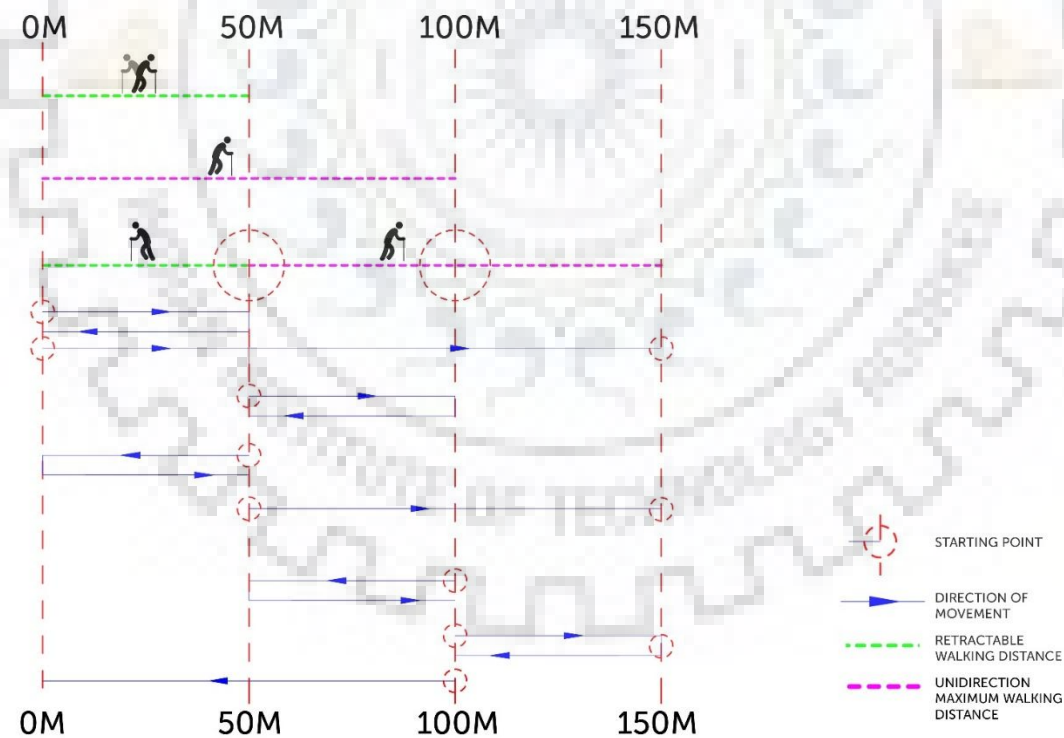 0M 50M 100M 150M
STARTING POINT
DIRECTION OF
MOVEMENT
RETRACTABLE
WALKING DISTANCE
UNIDIRECTION
MAXIMUM WALKING
DISTANCE
0M 50M 100M 150M